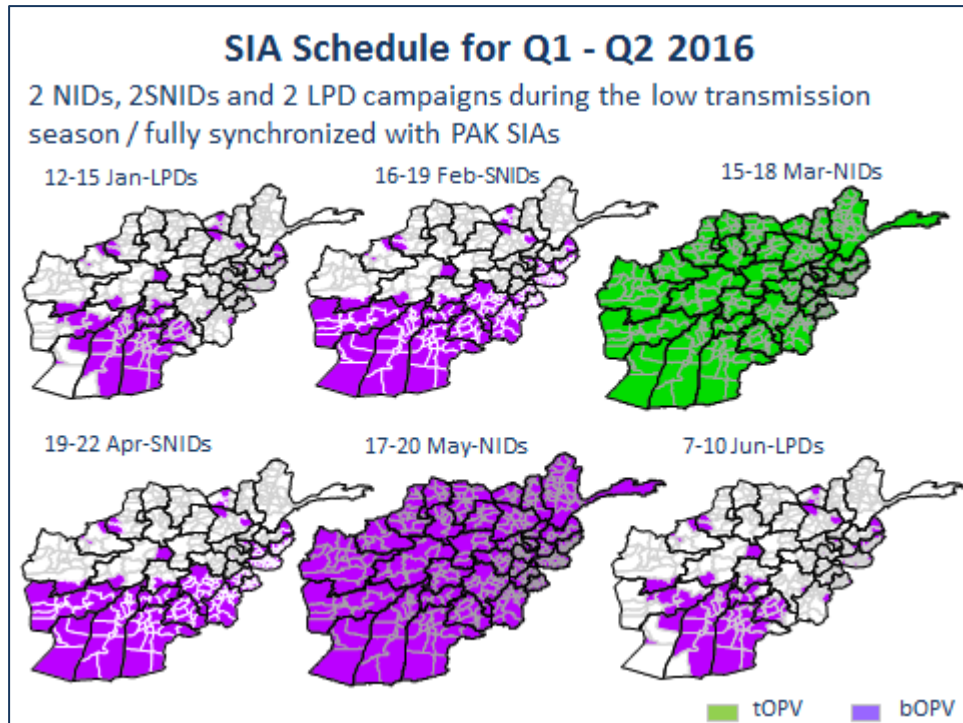 SIA Schedule for Q1 - Q2 2016
2 NIDs, 2SNIDs and 2 LPD campaigns during the low transmission
season / fully synchronized with PAK SIAs
12-15 Jan-LPDs
16-19 Feb-SNIDs
15-18 Mar-NIDs
19-22 Apr-SNIDs
17-20 May-NIDs
7-10 Jun-LPDs
tOPV
bOPV